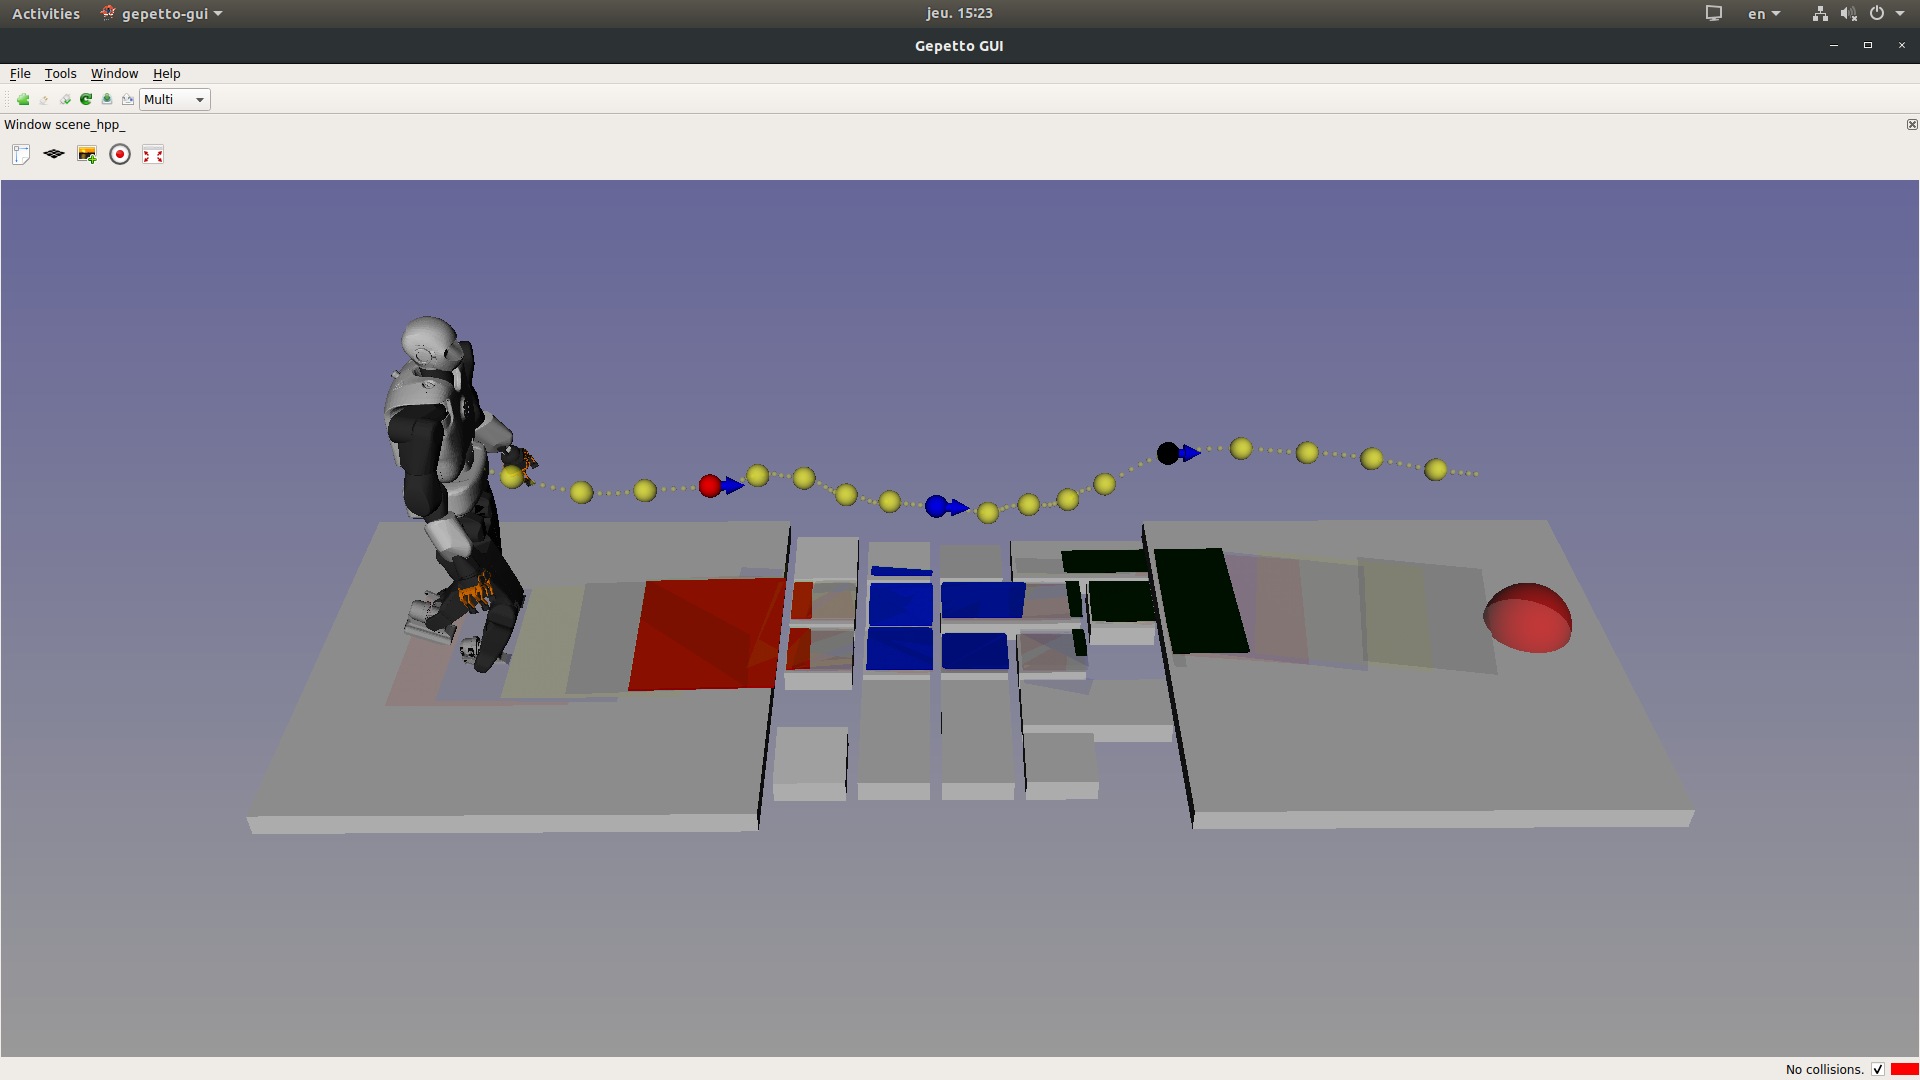 Activities gepetto-gui jeu. 15:23 en
Gepetto GUI
File Tools Window Help
Multi
Window scene_hpp_
No collisions.